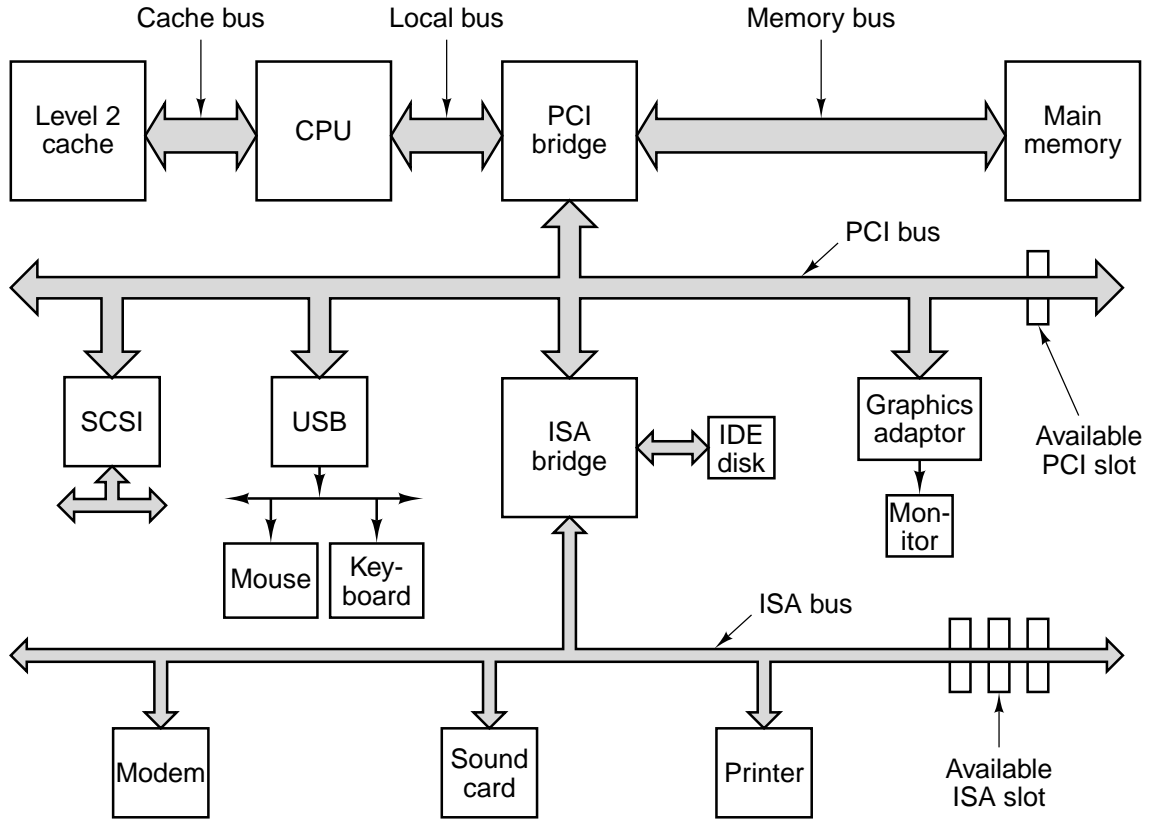 Cache bus
Local bus
Memory bus
Level 2
cache
CPU
PCI
bridge
Main
memory
PCI bus
SCSI
USB
ISA
bridge
IDE
disk
Graphics
adaptor
Available
PCI slot
Mon-
itor
Mouse
Key-
board
ISA bus
Modem
Sound
card
Printer
Available
ISA slot